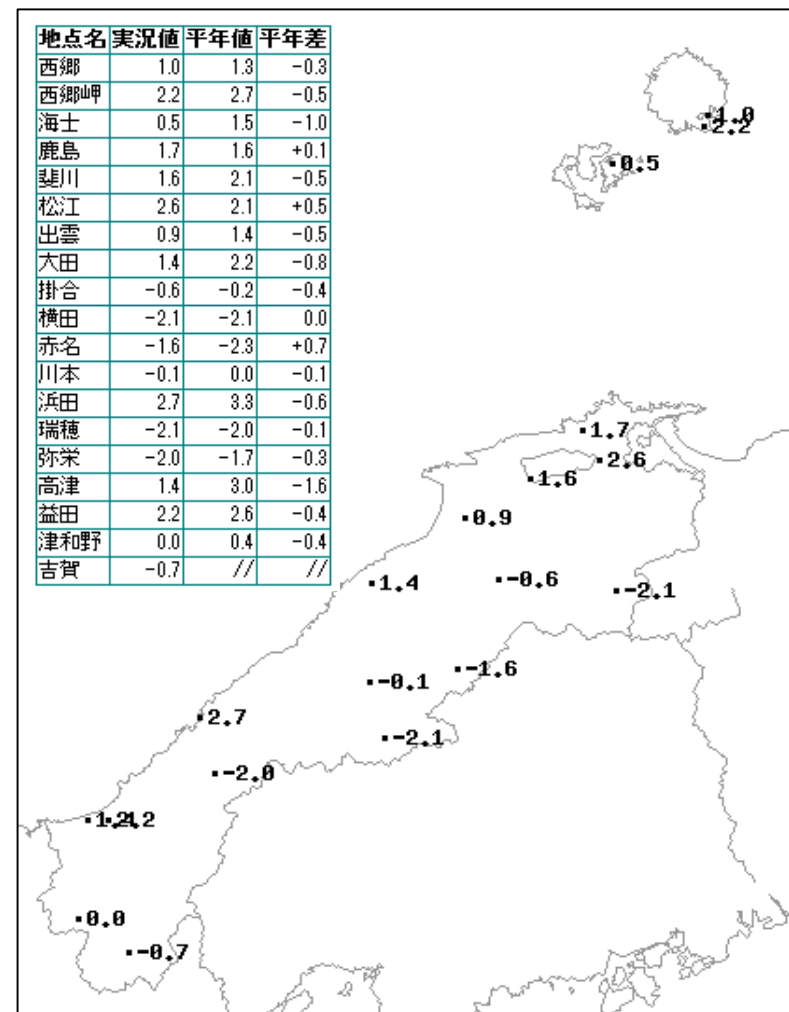 地点名 実況値 平年値 平年差
西郷 1.0 1.3 -0.3
西郷岬 2.2 2.7 -0.5
海士 0.5 1.5 -1.0
鹿島 1.7 1.6 +0.1
斐川 1.6 2.1 -0.5
松江 2.6 2.1 +0.5
出雲 0.9 1.4 -0.5
大田 1.4 2.2 -0.8
掛合 -0.6 -0.2 -0.4
横田 -2.1 -2.1 0.0
赤名 -1.6 -2.3 +0.7
川本 -0.1 0.0 -0.1
浜田 2.7 3.3 -0.6
瑞穂 -2.1 -2.0 -0.1
弥栄 -2.0 -1.7 -0.3
高津 1.4 3.0 -1.6
益田 2.2 2.6 -0.4
津和野 0.0 0.4 -0.4
吉賀 -0.7 // //
1.0
2.2
0.5
1.7
2.6
1.6
0.9
1.4
-0.6
-2.1
-1.6
-0.1
2.7
-2.1
-2.0
1.4
2.2
0.0
-0.7